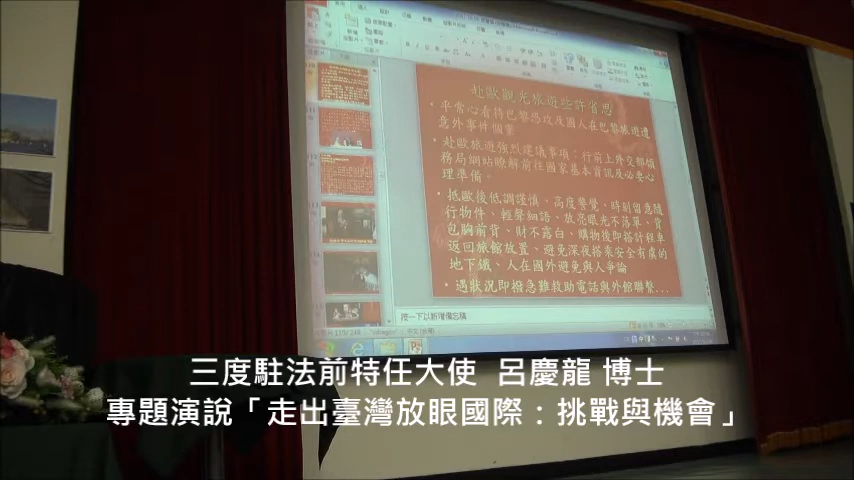 赴歐觀光旅遊些許省思
• 平常心看待巴黎恐攻及國人在巴黎旅遊遭
意外事件個案
• 赴歐旅遊強烈建議事項：行前上外交部領
務局網站瞭解前往國家基本資訊及必要心
理準備。
• 抵歐後低調謹慎、高度警覺、時刻留意隨
行物件、輕聲細語、放亮眼光不落單、背
包胸前背、財不露白、購物後即搭計程車
返回旅館放置、避免深夜搭乘安全有虞的
地下鐵、人在國外避免與人爭論
• 遇狀況即撥急難救助電話與外館聯繫…
按一下以新增備忘稿
三度駐法前特任大使 呂慶龍 博士
專題演說「走出臺灣放眼國際：挑戰與機會」